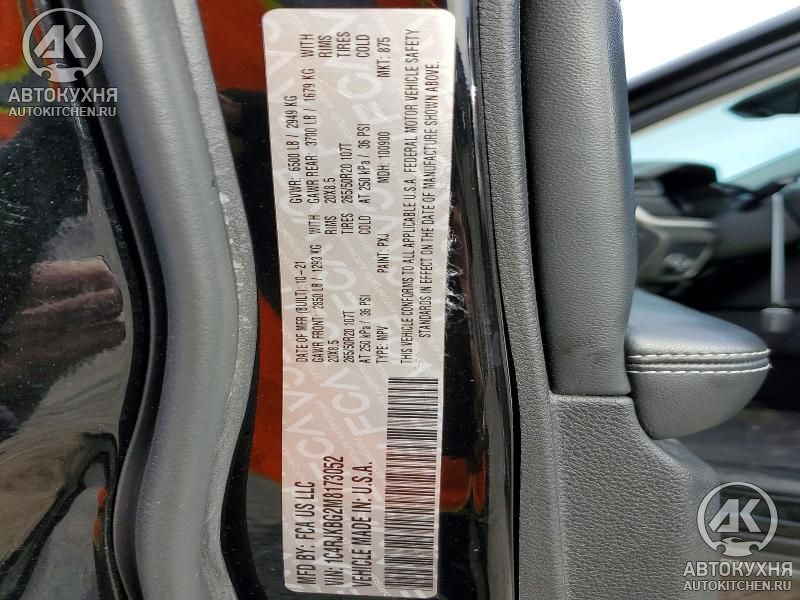 MFD BY: FCA US LLC
DATE OF MFR (BUILT): 10-21
GVWR: 6500 LB / 2949 KG
GAWR FRONT: 2850 LB / 1293 KG WITH
GAWR REAR: 3700 LB / 1679 KG WITH
20X8.5 RIMS
20X8.5 RIMS
265/50R20 107T TIRES
265/50R20 107T TIRES
AT 250 KPA / 36 PSI COLD
AT 250 KPA / 36 PSI COLD
VIN: 1C4RJKBG2M8173052
TYPE: MPV
PAINT: PXJ
MDH: 100900
MKT: 875
VEHICLE MADE IN: U.S.A.
THIS VEHICLE CONFORMS TO ALL APPLICABLE U.S.A. FEDERAL MOTOR VEHICLE SAFETY
STANDARDS IN EFFECT ON THE DATE OF MANUFACTURE SHOWN ABOVE.
AK
АВТОКУХНЯ
AUTOKITCHEN.RU
AK
АВТОКУХНЯ
AUTOKITCHEN.RU